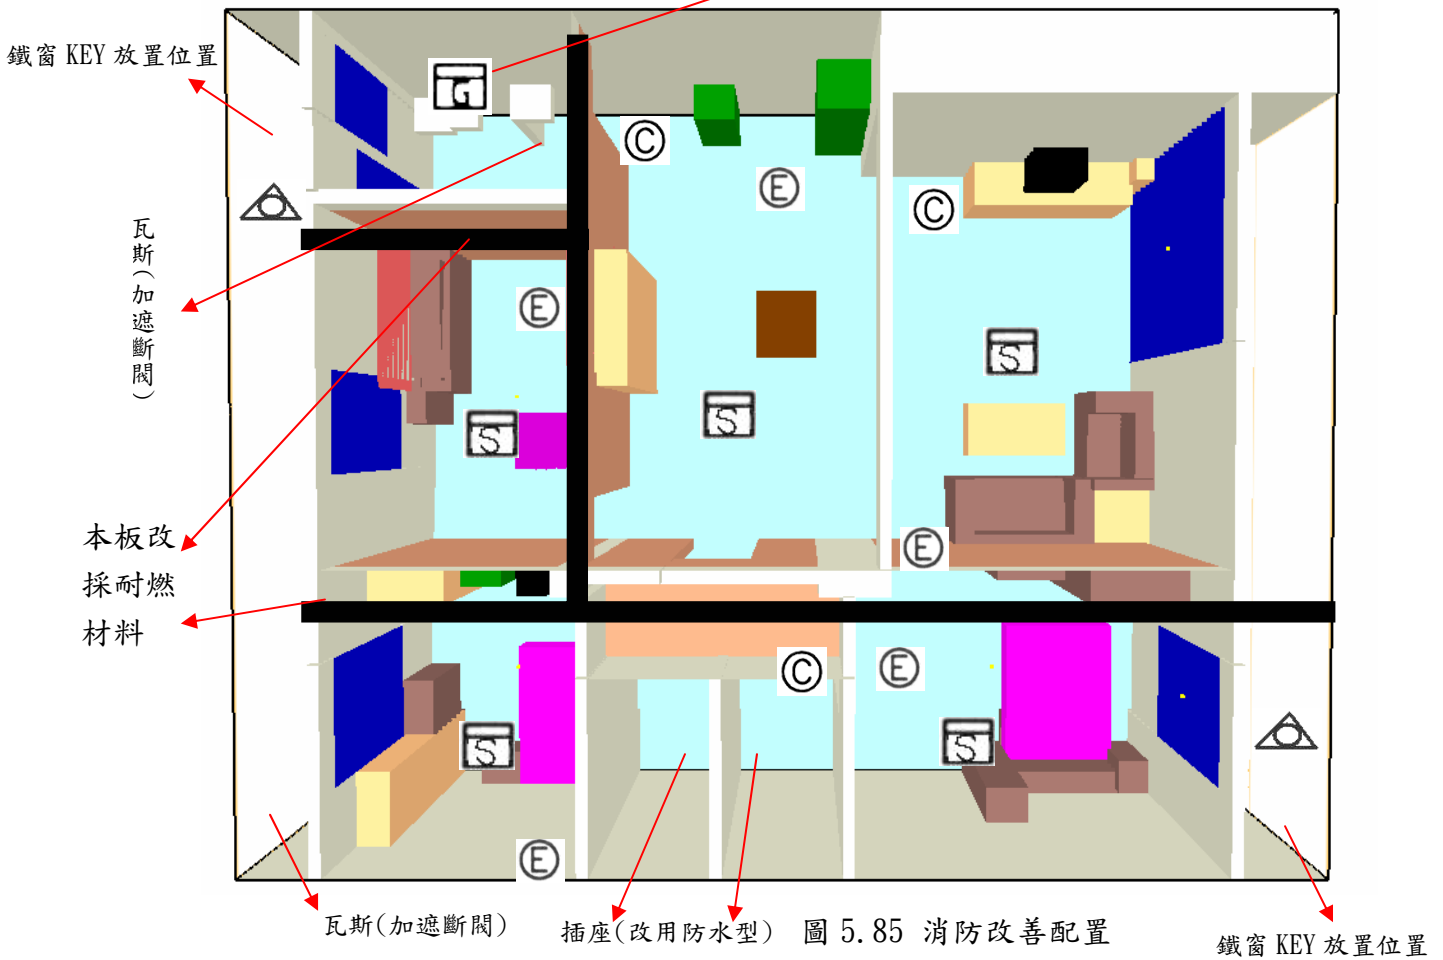 鐵窗 KEY 放置位置
G
C
E
C
瓦斯(加遮斷閥)
E
S
S
S
E
本板改
採耐燃
材料
C
E
S
S
E
瓦斯(加遮斷閥)
插座(改用防水型)
圖 5.85 消防改善配置
鐵窗 KEY 放置位置